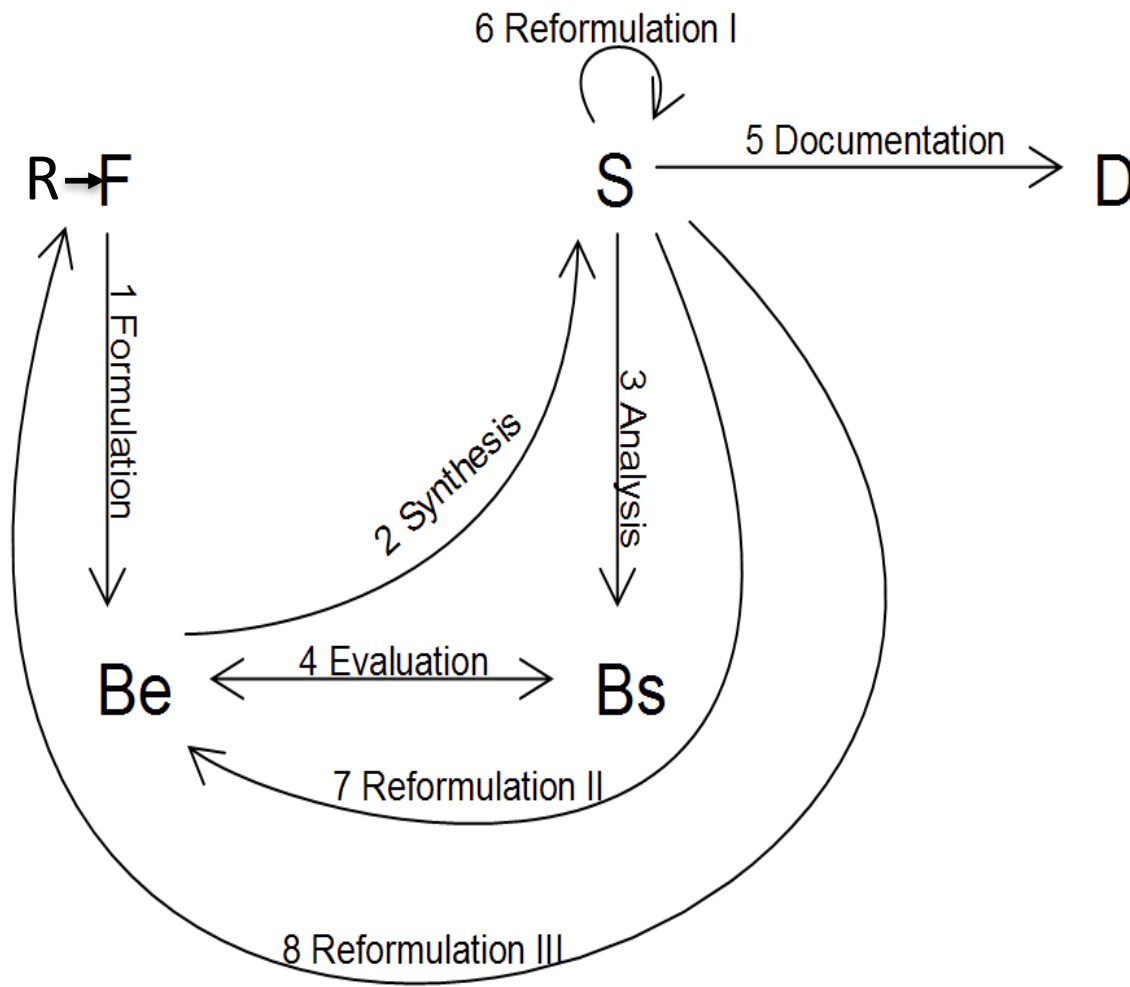 6 Reformulation I
R F
S
5 Documentation
D
1 Formulation
2 Synthesis
3 Analysis
Be
4 Evaluation
Bs
7 Reformulation II
8 Reformulation III